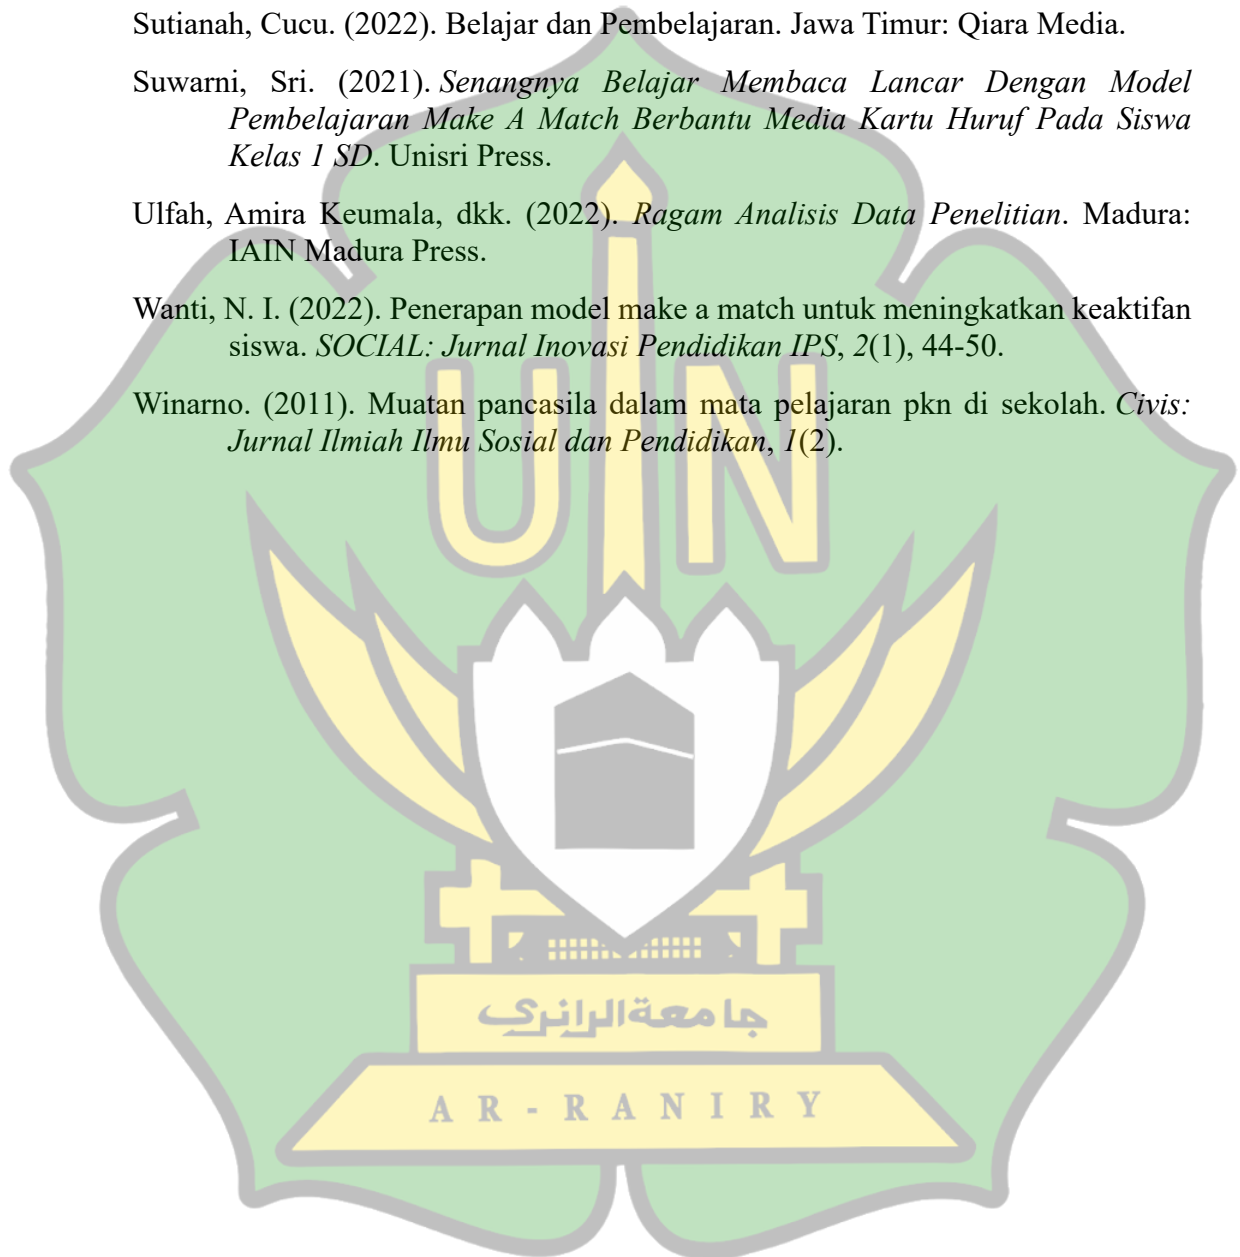 Sutianah, Cucu. (2022). Belajar dan Pembelajaran. Jawa Timur: Qiara Media.
Suwarni, Sri. (2021). Senangnya Belajar Membaca Lancar Dengan Model
Pembelajaran Make A Match Berbantu Media Kartu Huruf Pada Siswa
Kelas 1 SD. Unisri Press.
Ulfah, Amira Keumala, dkk. (2022). Ragam Analisis Data Penelitian. Madura:
IAIN Madura Press.
Wanti, N. I. (2022). Penerapan model make a match untuk meningkatkan keaktifan
siswa. SOCIAL: Jurnal Inovasi Pendidikan IPS, 2(1), 44-50.
Winarno. (2011). Muatan pancasila dalam mata pelajaran pkn di sekolah. Civis:
Jurnal Ilmiah Ilmu Sosial dan Pendidikan, 1(2).
UIN
جامعة الرانري
AR-RANIRY